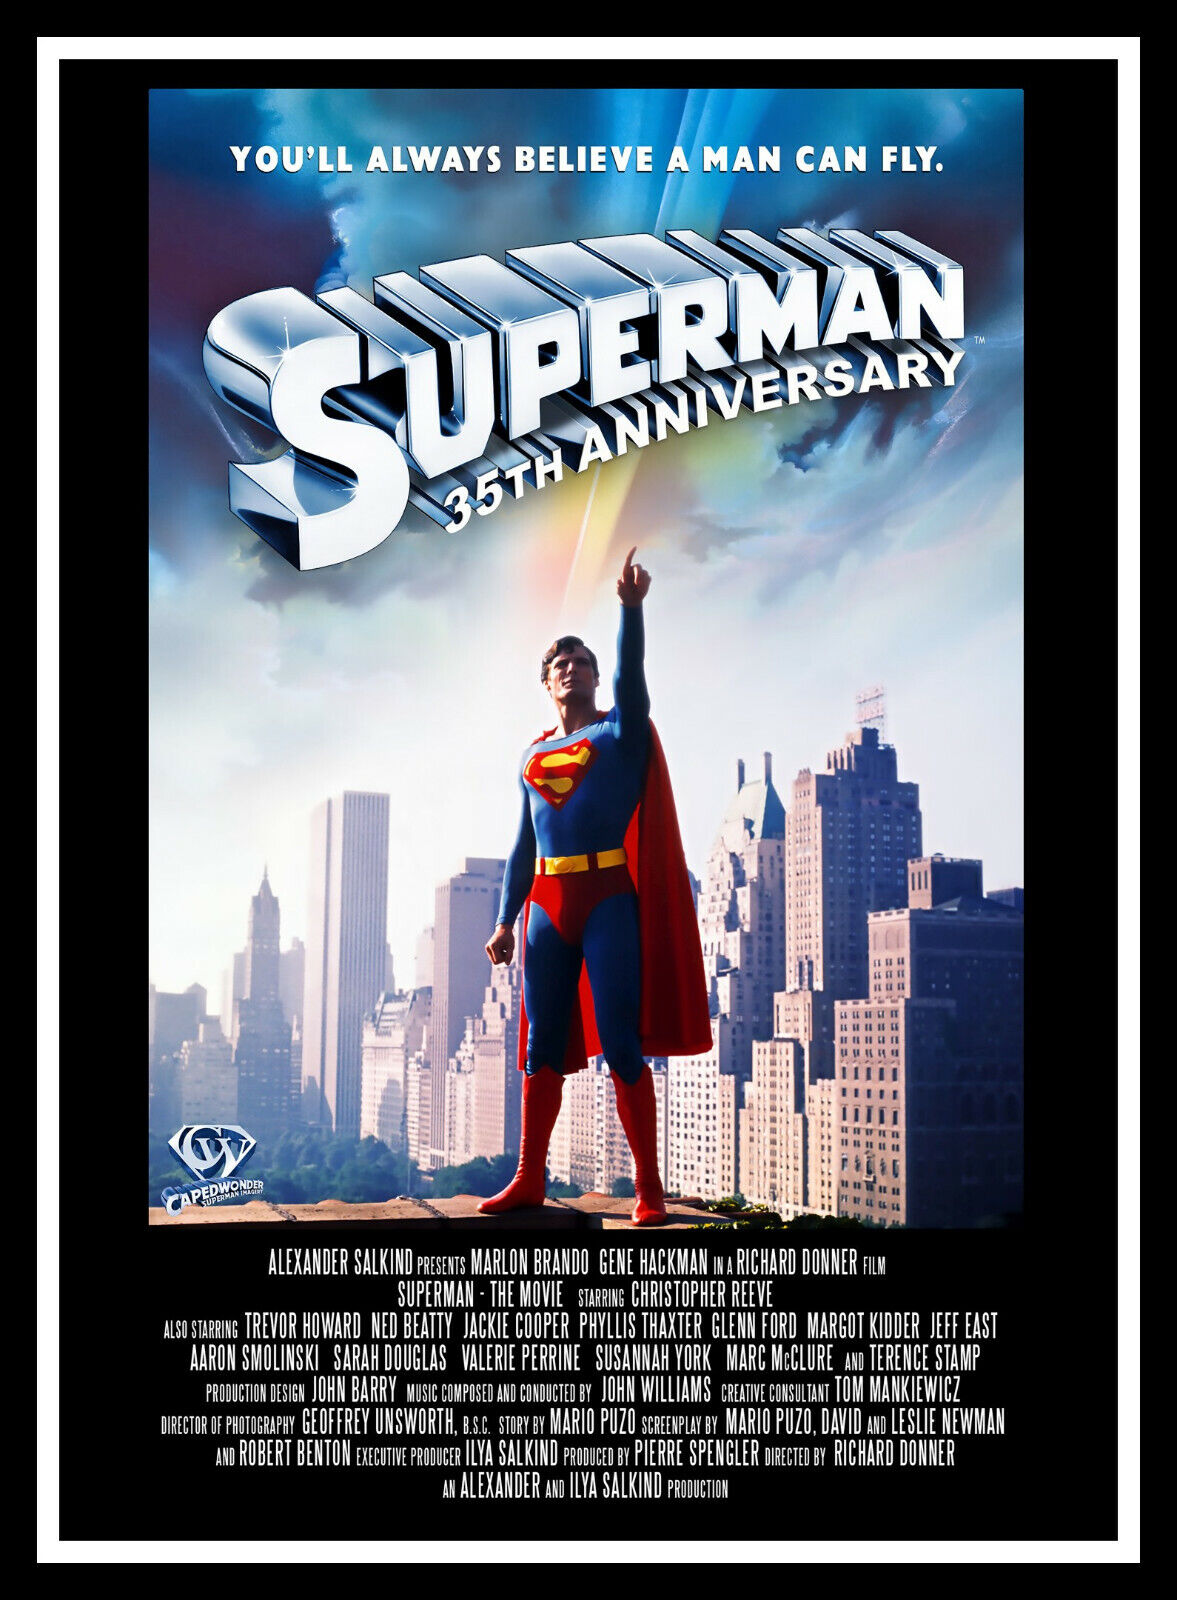 YOU'LL ALWAYS BELIEVE A MAN CAN FLY.
SUPERMAN
TM
35TH ANNIVERSARY
CW
CAPEDWONDER
SUPERMAN IMAGERY
ALEXANDER SALKIND PRESENTS MARLON BRANDO GENE HACKMAN IN A RICHARD DONNER FILM
SUPERMAN - THE MOVIE STARRING CHRISTOPHER REEVE
ALSO STARRING TREVOR HOWARD NED BEATTY JACKIE COOPER PHYLLIS THAXTER GLENN FORD MARGOT KIDDER JEFF EAST
AARON SMOLINSKI SARAH DOUGLAS VALERIE PERRINE SUSANNAH YORK MARC McCLURE AND TERENCE STAMP
PRODUCTION DESIGN JOHN BARRY MUSIC COMPOSED AND CONDUCTED BY JOHN WILLIAMS CREATIVE CONSULTANT TOM MANKIEWICZ
DIRECTOR OF PHOTOGRAPHY GEOFFREY UNSWORTH, B.S.C. STORY BY MARIO PUZO SCREENPLAY BY MARIO PUZO, DAVID AND LESLIE NEWMAN
AND ROBERT BENTON EXECUTIVE PRODUCER ILYA SALKIND PRODUCED BY PIERRE SPENGLER DIRECTED BY RICHARD DONNER
AN ALEXANDER AND ILYA SALKIND PRODUCTION